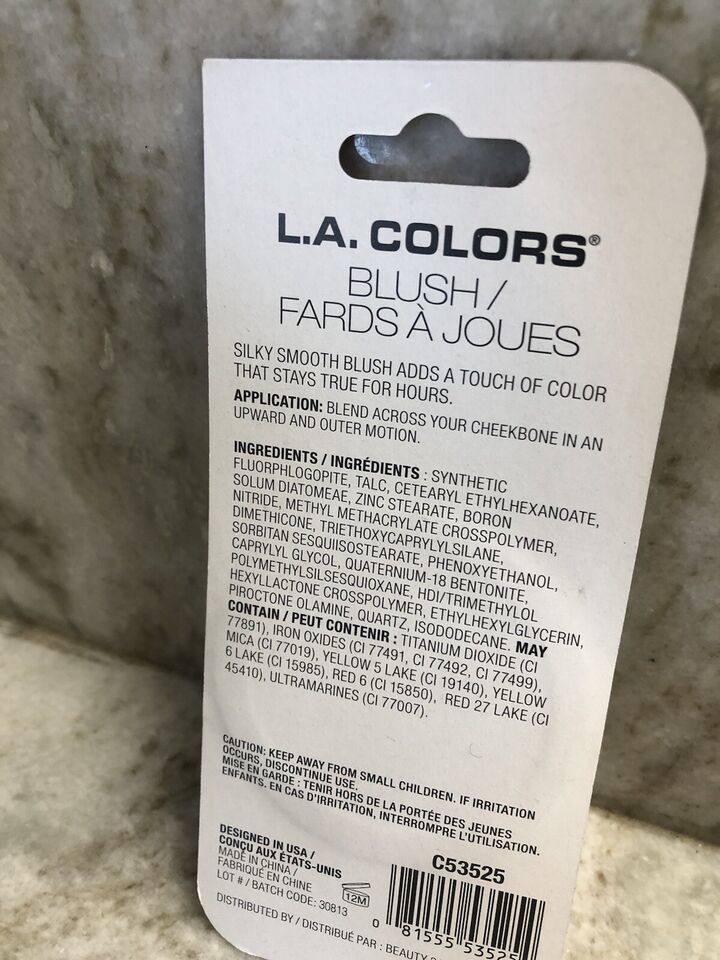 L.A. COLORS®
BLUSH /
FARDS À JOUES
SILKY SMOOTH BLUSH ADDS A TOUCH OF COLOR
THAT STAYS TRUE FOR HOURS.
APPLICATION: BLEND ACROSS YOUR CHEEKBONE IN AN
UPWARD AND OUTER MOTION.
INGREDIENTS / INGRÉDIENTS : SYNTHETIC
FLUORPHLOGOPITE, TALC, CETEARYL ETHYLHEXANOATE,
SOLUM DIATOMEAE, ZINC STEARATE, BORON
NITRIDE, METHYL METHACRYLATE CROSSPOLYMER,
DIMETHICONE, TRIETHOXYCAPRYLYLSILANE,
SORBITAN SESQUIISOSTEARATE, PHENOXYETHANOL,
CAPRYLYL GLYCOL, QUATERNIUM-18 BENTONITE,
POLYMETHYLSILSESQUIOXANE, HDI/TRIMETHYLOL
HEXYLLACTONE CROSSPOLYMER, ETHYLHEXYLGLYCERIN,
PIROCTONE OLAMINE, QUARTZ, ISODODECANE. MAY
CONTAIN / PEUT CONTENIR : TITANIUM DIOXIDE (CI
77891), IRON OXIDES (CI 77491, CI 77492, CI 77499),
MICA (CI 77019), YELLOW 5 LAKE (CI 19140), YELLOW
6 LAKE (CI 15985), RED 6 (CI 15850), RED 27 LAKE (CI
45410), ULTRAMARINES (CI 77007).
CAUTION: KEEP AWAY FROM SMALL CHILDREN. IF IRRITATION
OCCURS, DISCONTINUE USE.
MISE EN GARDE : TENIR HORS DE LA PORTÉE DES JEUNES
ENFANTS. EN CAS D'IRRITATION, INTERROMPRE L'UTILISATION.
DESIGNED IN USA /
CONÇU AUX ÉTATS-UNIS
MADE IN CHINA /
FABRIQUÉ EN CHINE
LOT # / BATCH CODE: 30813
12M
DISTRIBUTED BY / DISTRIBUÉ PAR : BEAUTY
C53525
0 81555 53525